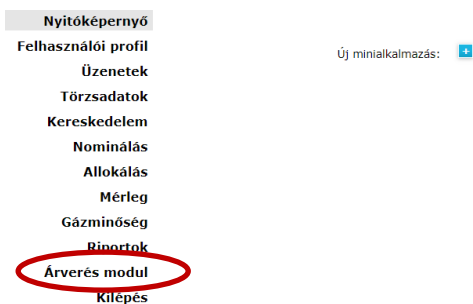 Nyitóképernyő
Felhasználói profil
Új minialkalmazás:
Üzenetek
Törzsadatok
Kereskedelem
Nominálás
Allokálás
Mérleg
Gázminőség
Riportok
Árverés modul
Kilépés